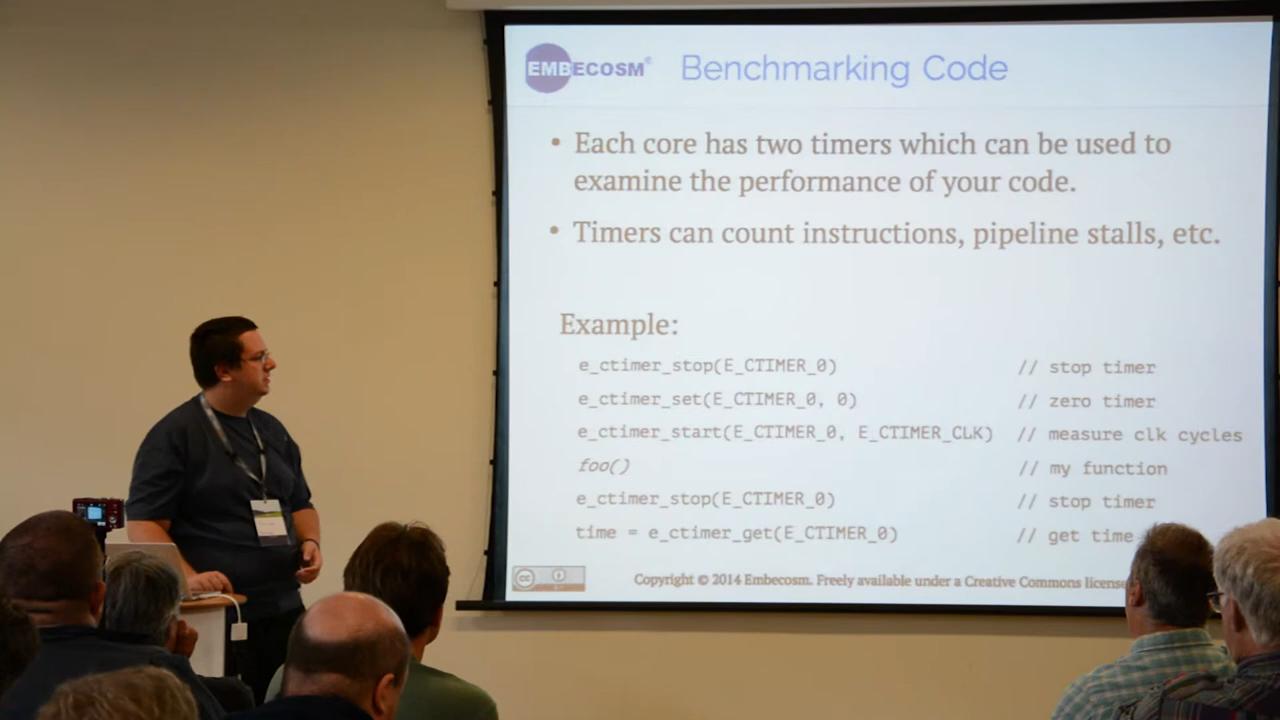 EMBECOSM®
Benchmarking Code
• Each core has two timers which can be used to
examine the performance of your code.
• Timers can count instructions, pipeline stalls, etc.
Example:
e_ctimer_stop(E_CTIMER_0) // stop timer
e_ctimer_set(E_CTIMER_0, 0) // zero timer
e_ctimer_start(E_CTIMER_0, E_CTIMER_CLK) // measure clk cycles
foo() // my function
e_ctimer_stop(E_CTIMER_0) // stop timer
time = e_ctimer_get(E_CTIMER_0) // get time
cc
Copyright © 2014 Embecosm. Freely available under a Creative Commons license